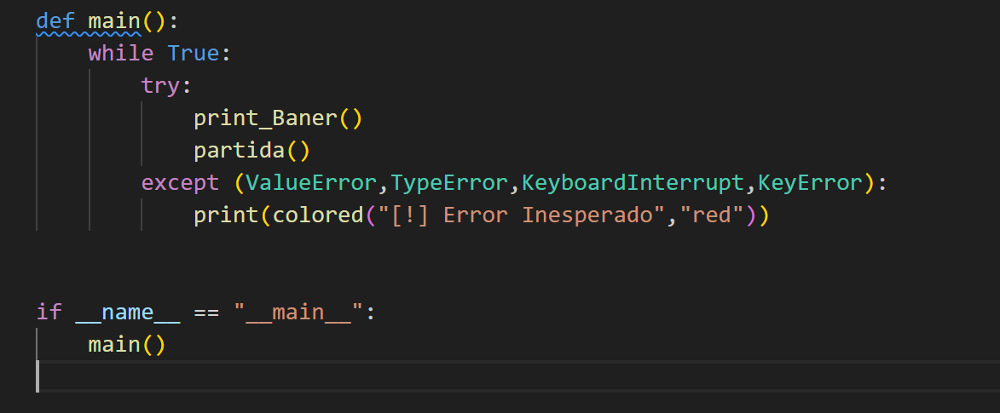 def main():
    while True:
        try:
            print_Baner()
            partida()
        except (ValueError,TypeError,KeyboardInterrupt,KeyError):
            print(colored("[!] Error Inesperado","red"))
if __name__ == "__main__":
    main()